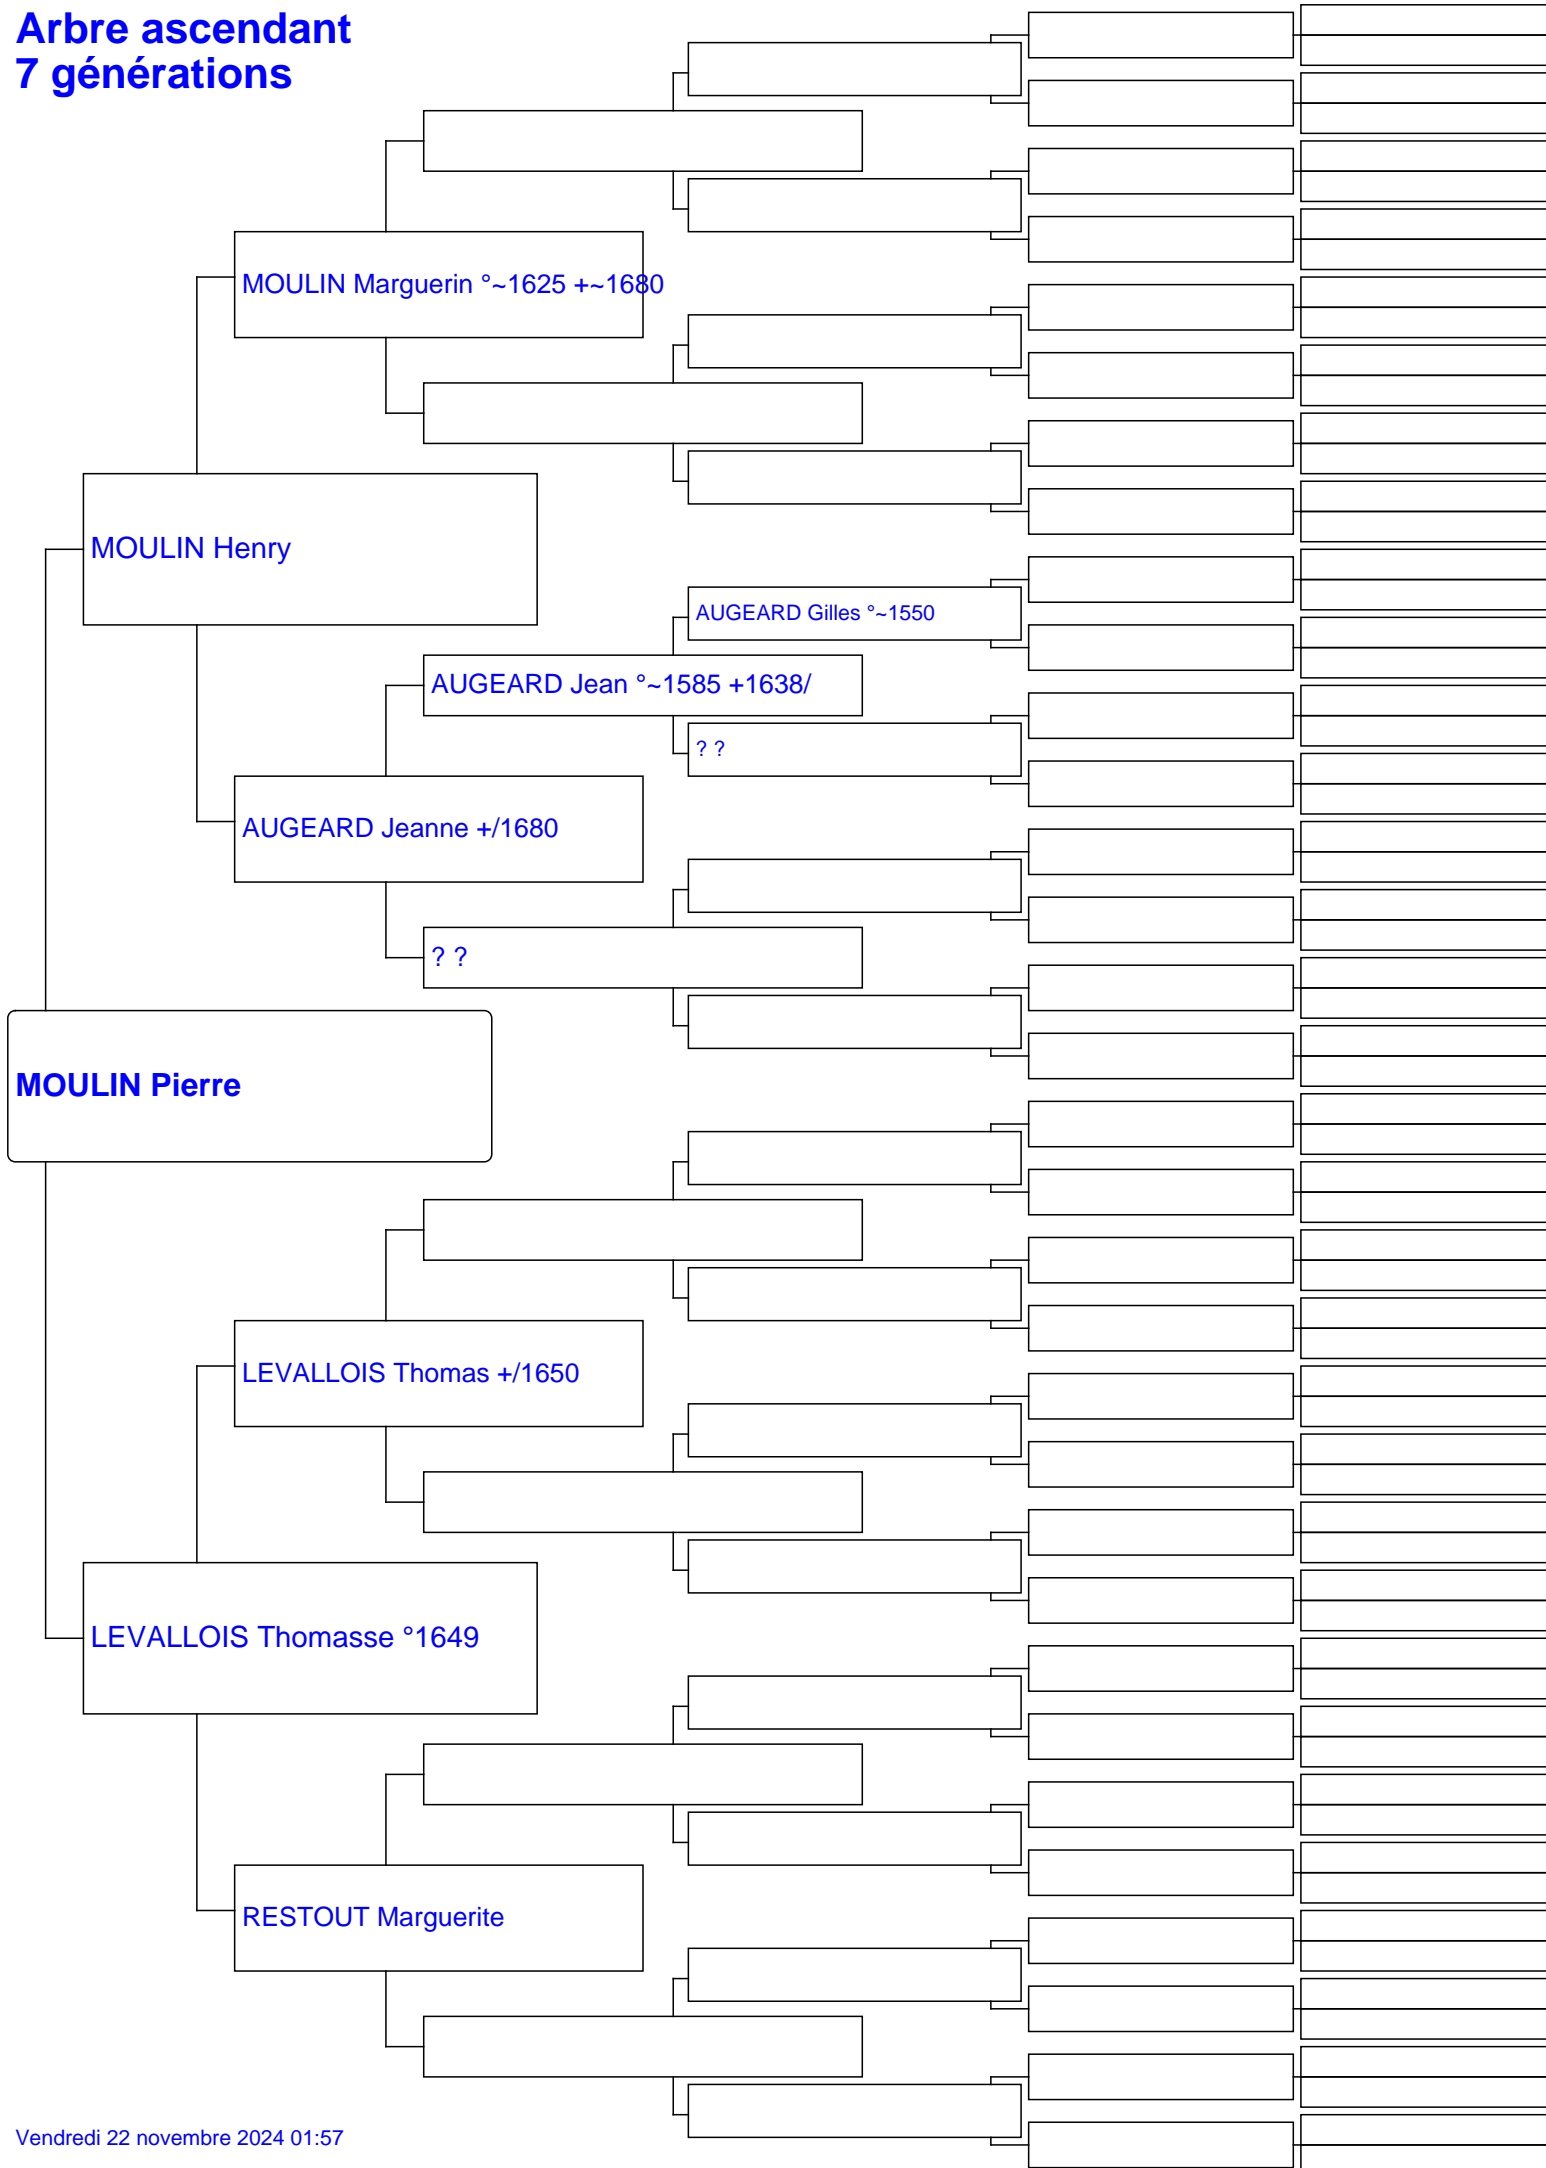 Arbre ascendant
7 générations
MOULIN Marguerin °~1625 +~1680
MOULIN Henry
AUGEARD Gilles °~1550
AUGEARD Jean °~1585 +1638/
? ?
AUGEARD Jeanne +/1680
? ?
MOULIN Pierre
LEVALLOIS Thomas +/1650
LEVALLOIS Thomasse °1649
RESTOUT Marguerite
Vendredi 22 novembre 2024 01:57